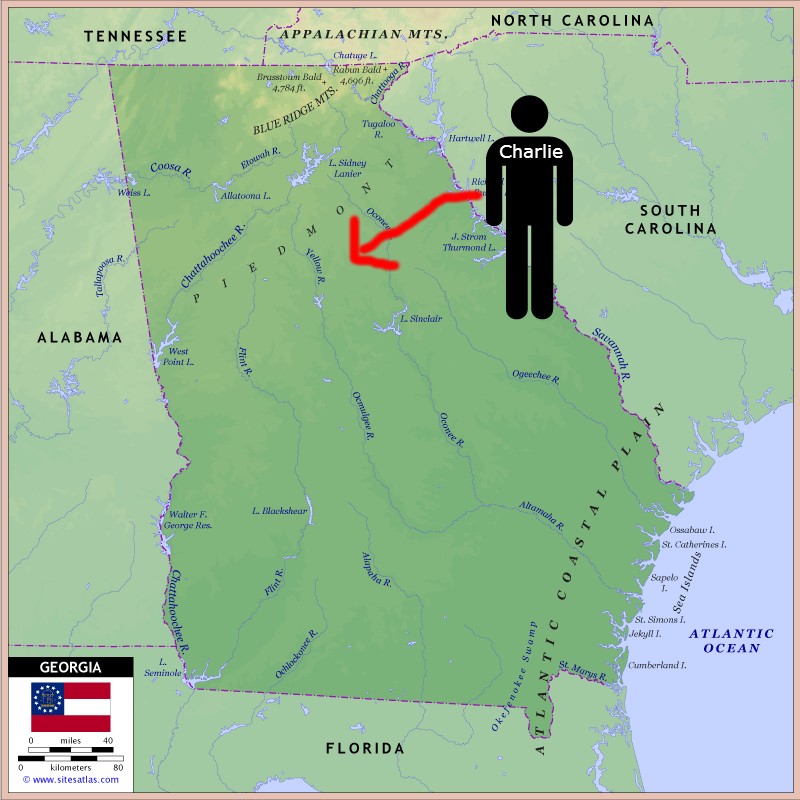 NORTH CAROLINA
TENNESSEE
APPALACHIAN MTS.
Chatuge L.
Brasstown Bald
4,784 ft.
Rabun Bald
4,696 ft.
Chattooga R.
BLUE RIDGE MTS.
Tugaloo
R.
Hartwell L.
Charlie
Etowah R.
Coosa R.
L. Sidney
Lanier
Weiss L.
Allatoona L.
SOUTH
CAROLINA
PIEDMONT
Oconee
J. Strom
Thurmond L.
Chattahoochee R.
Tallapoosa R.
Yellow R.
L. Sinclair
ALABAMA
West
Point L.
Flint R.
Savannah R.
Ogeechee R.
Ocmulgee R.
Oconee R.
ATLANTIC COASTAL PLAIN
Walter F.
George Res.
L. Blackshear
Altamaha R.
Ossabaw I.
St. Catherines I.
Alapaha R.
Flint R.
Chattahoochee R.
Sapelo
I.
Sea Islands
St. Simons I.
Jekyll I.
ATLANTIC
OCEAN
Okefenokee Swamp
Ochlockonee R.
L.
Seminole
St. Marys R.
Cumberland I.
GEORGIA
FLORIDA
0 miles 40
0 kilometers 80
© www.sitesatlas.com